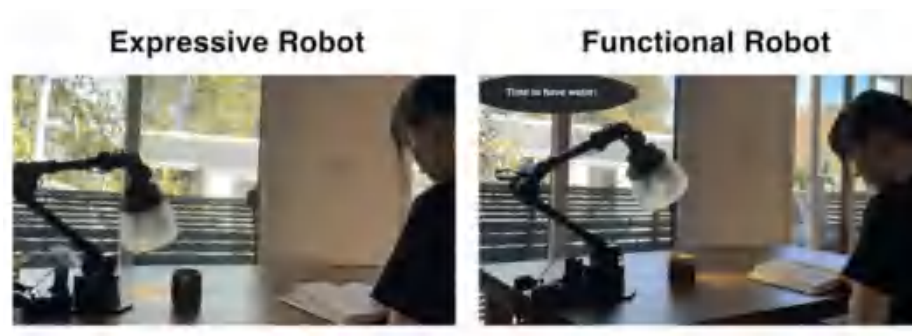 Expressive Robot
Functional Robot
Time to have water.